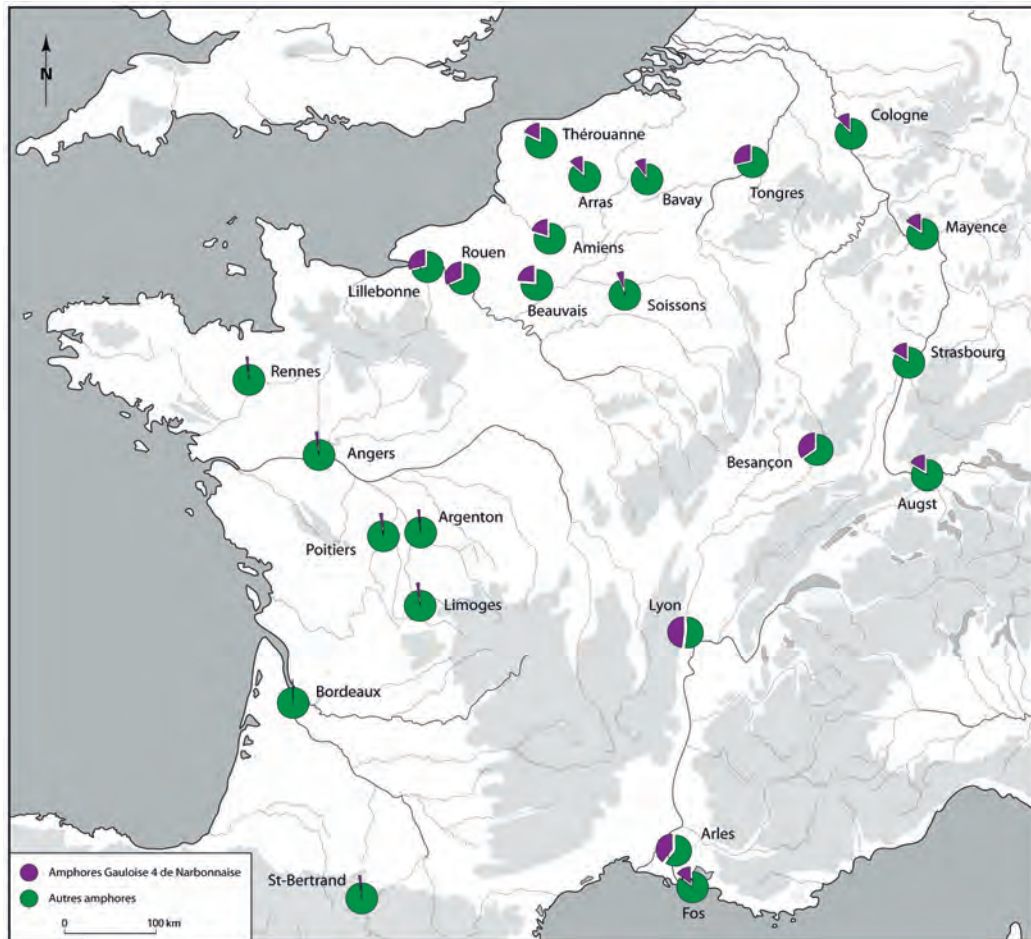 N
Cologne
Thérouanne
Arras
Bavay
Tongres
Mayence
Amiens
Rouen
Lillebonne
Beauvais
Soissons
Strasbourg
Rennes
Angers
Besançon
Augst
Argenton
Poitiers
Limoges
Lyon
Bordeaux
Arles
Amphores Gauloise 4 de Narbonnaise
St-Bertrand
Autres amphores
Fos
0 100 km